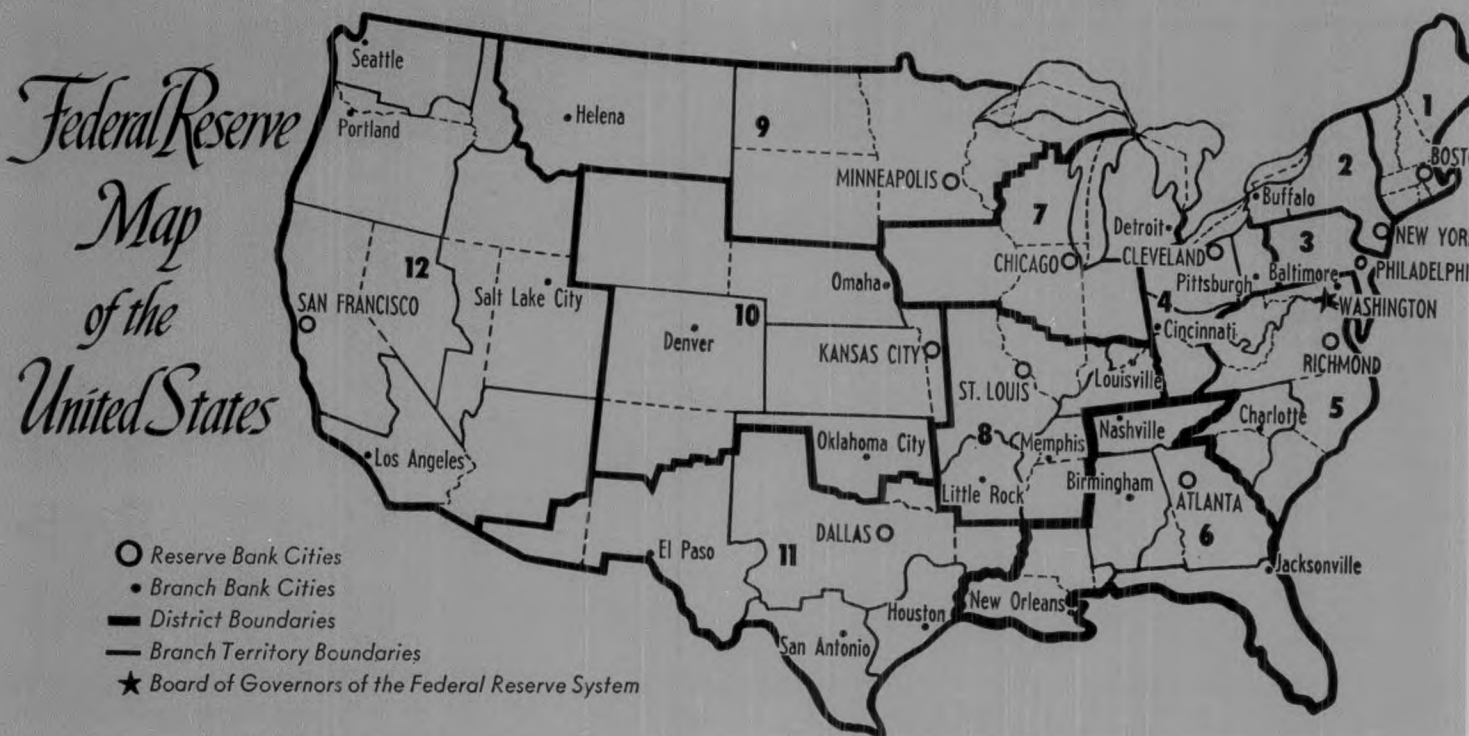 Federal Reserve
Map
of the
United States
Seattle
Portland
Helena
9
MINNEAPOLIS
7
1
2
BOST
Buffalo
Detroit
CLEVELAND
NEW YOR
3
PHILADELPHI
CHICAGO
Pittsburgh
Baltimore
WASHINGTON
12
SAN FRANCISCO
Salt Lake City
Omaha
10
Denver
KANSAS CITY
4
Cincinnati
RICHMOND
ST. LOUIS
Louisville
5
Charlotte
Nashville
Los Angeles
Oklahoma City
8
Memphis
Little Rock
Birmingham
ATLANTA
6
DALLAS
El Paso
11
Jacksonville
New Orleans
Houston
San Antonio
Reserve Bank Cities
Branch Bank Cities
District Boundaries
Branch Territory Boundaries
Board of Governors of the Federal Reserve System